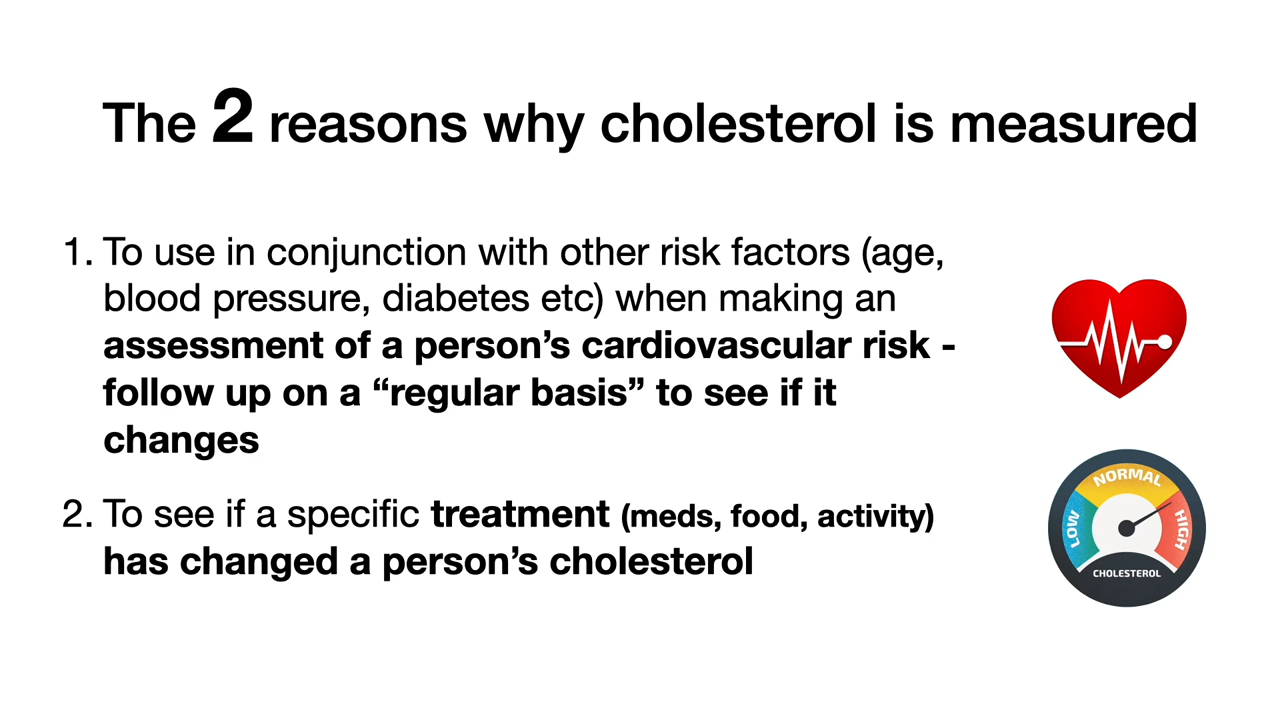 The 2 reasons why cholesterol is measured
1. To use in conjunction with other risk factors (age,
blood pressure, diabetes etc) when making an
assessment of a person’s cardiovascular risk -
follow up on a “regular basis” to see if it
changes
2. To see if a specific treatment (meds, food, activity)
has changed a person’s cholesterol
LOW
NORMAL
HIGH
CHOLESTEROL